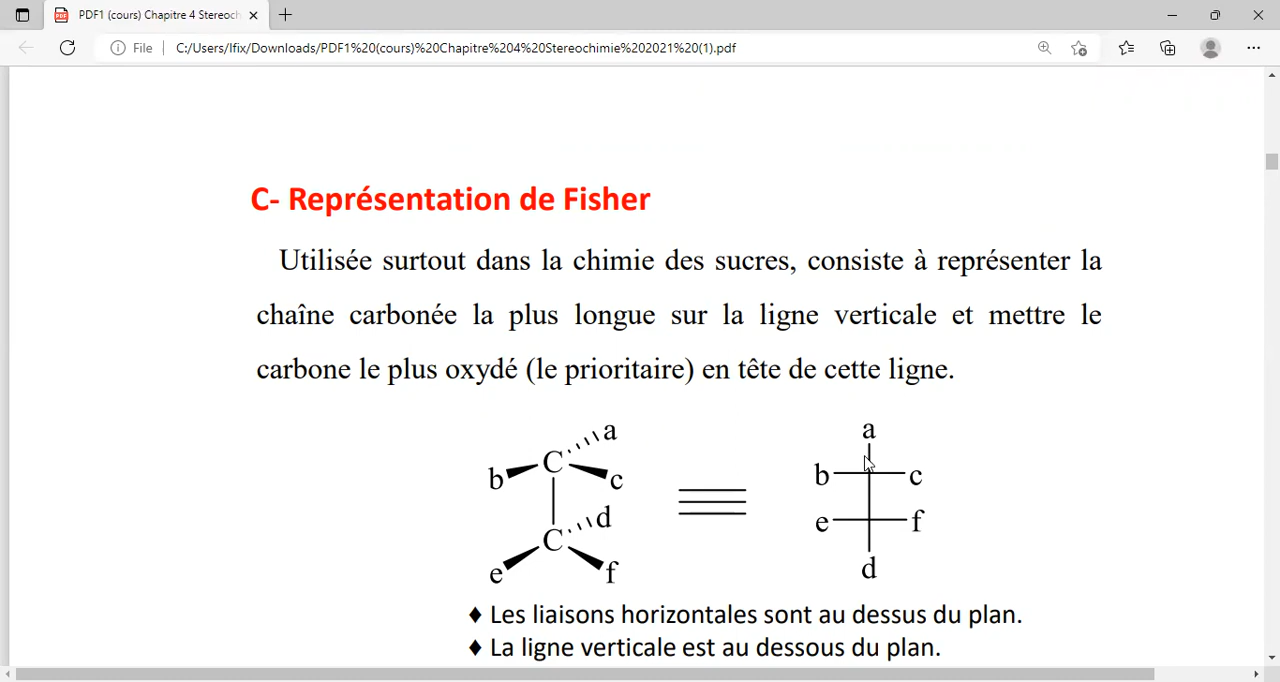 PDF1 (cours) Chapitre 4 Stereoch
File
C:/Users/Ifix/Downloads/PDF1%20(cours)%20Chapitre%204%20Stereochimie%202021%20(1).pdf
C- Représentation de Fisher
Utilisée surtout dans la chimie des sucres, consiste à représenter la
chaîne carbonée la plus longue sur la ligne verticale et mettre le
carbone le plus oxydé (le prioritaire) en tête de cette ligne.
a
C
b
c
d
C
e
f
a
b
c
e
f
d
♦ Les liaisons horizontales sont au dessus du plan.
♦ La ligne verticale est au dessous du plan.